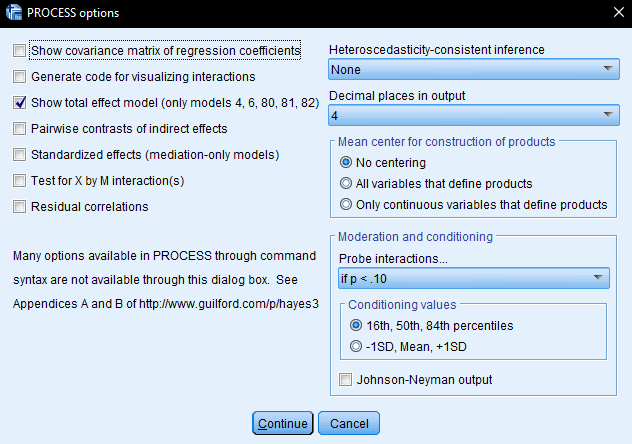 PROCESS options
Show covariance matrix of regression coefficients
Generate code for visualizing interactions
Show total effect model (only models 4, 6, 80, 81, 82)
Pairwise contrasts of indirect effects
Standardized effects (mediation-only models)
Test for X by M interaction(s)
Residual correlations
Many options available in PROCESS through command
syntax are not available through this dialog box. See
Appendices A and B of http://www.guilford.com/p/hayes3
Heteroscedasticity-consistent inference
None
Decimal places in output
4
Mean center for construction of products
No centering
All variables that define products
Only continuous variables that define products
Moderation and conditioning
Probe interactions...
if p < .10
Conditioning values
16th, 50th, 84th percentiles
-1SD, Mean, +1SD
Johnson-Neyman output
Continue
Cancel